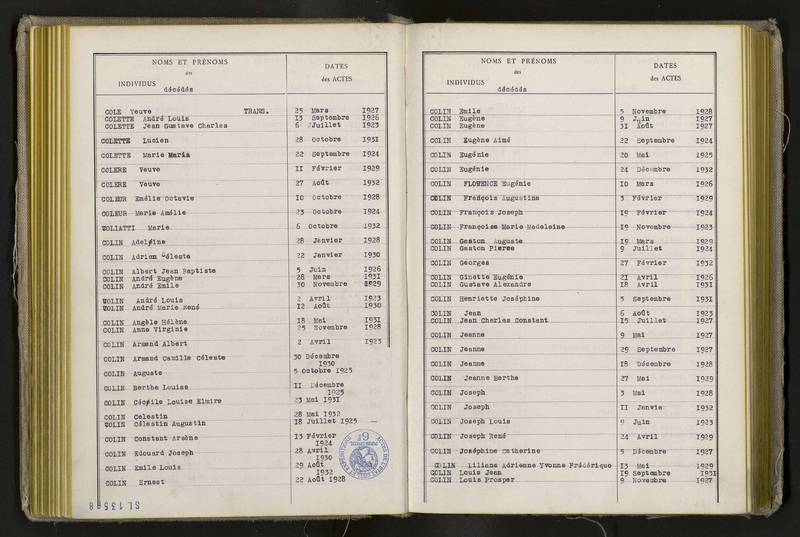 NOMS ET PRÉNOMS
des
INDIVIDUS
décédés
DATES
des ACTES
COLE Veuve TRANS. 25 Mars 1927
COLETTE André Louis 13 Septembre 1926
COLETTE Jean Gustave Charles 6 Juillet 1923
COLETTE Lucien 28 Octobre 1931
COLETTE Marie Maria 22 Septembre 1924
COLERE Veuve II Février 1929
COLERE Veuve 27 Août 1932
COLEUR Emélie Octavie 10 Octobre 1928
COLEUR Marie Amélie 23 Octobre 1924
COLIATTI Marie 6 Octobre 1932
COLIN Adelphine 28 Janvier 1928
COLIN Adrien Céleste 22 Janvier 1930
COLIN Albert Jean Baptiste 5 Juin 1926
COLIN André Eugène 28 Mars 1931
COLIN André Emile 30 Novembre 1929
COLIN André Louis 2 Avril 1923
COLIN André Marie René 12 Août 1930
COLIN Angèle Hélène 18 Mai 1931
COLIN Anne Virginie 25 Novembre 1928
COLIN Armand Albert 2 Avril 1923
COLIN Armand Camille Céleste 30 Décembre
1930
COLIN Auguste 5 Octobre 1925
COLIN Berthe Louise II Décembre
1925
COLIN Cécile Louise Elmire 23 Mai 1931
COLIN Celestin 28 Mai 1932
COLIN Célestin Augustin 18 Juillet 1925
COLIN Constant Arsène 13 Février
1924
COLIN Edouard Joseph 28 Avril
1930
COLIN Emile Louis 29 Août
1932
COLIN Ernest 22 Août 1928
SL 13588
NOMS ET PRÉNOMS
des
INDIVIDUS
décédés
DATES
des ACTES
COLIN Emile 5 Novembre 1928
COLIN Eugène 9 Juin 1927
COLIN Eugène 31 Août 1927
COLIN Eugène Aimé 22 Septembre 1924
COLIN Eugénie 20 Mai 1925
COLIN Eugénie 24 Décembre 1932
COLIN FLORENCE Eugénie 10 Mars 1926
COLIN François Augustins 3 Février 1929
COLIN François Joseph 19 Février 1924
COLIN Françoise Marie Madeleine 19 Novembre 1923
COLIN Gaston Auguste 19 Mars 1929
COLIN Gaston Pierre 9 Juillet 1924
COLIN Georges 27 Février 1932
COLIN Ginette Eugénie 21 Avril 1926
COLIN Gustave Alexandre 18 Avril 1931
COLIN Henriette Joséphine 5 Septembre 1931
COLIN Jean 6 Août 1923
COLIN Jean Charles Constant 15 Juillet 1927
COLIN Jeanne 9 Mai 1927
COLIN Jeanne 29 Septembre 1927
COLIN Jeanne 18 Décembre 1928
COLIN Jeanne Berthe 27 Mai 1929
COLIN Joseph 3 Mai 1928
COLIN Joseph II Janvie 1932
COLIN Joseph Louis 9 Juin 1923
COLIN Joseph René 24 Avril 1929
COLIN Joséphine Catherine 5 Décembre 1927
COLIN Liliane Adrienne Yvonne Frédérique 13 Mai 1929
COLIN Louis Jean 19 Septembre 1931
COLIN Louis Prosper 9 Novembre 1927